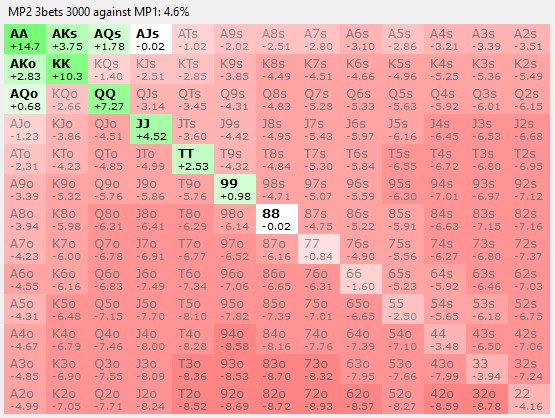 MP2 3bets 3000 against MP1: 4.6%
AA AKs AQs AJs ATs A9s A8s A7s A6s A5s A4s A3s A2s
+14.7 +3.75 +1.78 -0.02 -1.02 -2.02 -2.51 -2.80 -3.10 -2.86 -3.21 -3.39 -3.51
AKo KK KQs KJs KTs K9s K8s K7s K6s K5s K4s K3s K2s
+2.83 +10.3 -1.40 -2.51 -2.85 -3.85 -4.49 -4.51 -4.66 -4.96 -5.25 -5.36 -5.49
AQo KQo QQ QJs QTs Q9s Q8s Q7s Q6s Q5s Q4s Q3s Q2s
+0.68 -2.66 +7.27 -3.14 -3.45 -4.31 -4.83 -5.28 -5.33 -5.63 -5.92 -6.01 -6.15
AJo KJo QJo JJ JTs J9s J8s J7s J6s J5s J4s J3s J2s
-1.23 -3.86 -4.51 +4.52 -3.60 -4.42 -4.95 -5.43 -5.97 -6.16 -6.45 -6.53 -6.68
ATo KTo QTo JTo TT T9s T8s T7s T6s T5s T4s T3s T2s
-2.31 -4.23 -4.85 -4.99 +2.53 -4.32 -4.84 -5.30 -5.84 -6.55 -6.72 -6.80 -6.95
A9o K9o Q9o J9o T9o 99 98s 97s 96s 95s 94s 93s 92s
-3.39 -5.32 -5.76 -5.86 -5.76 +0.98 -4.71 -5.07 -5.59 -6.30 -7.01 -6.97 -7.12
A8o K8o Q8o J8o T8o 98o 88 87s 86s 85s 84s 83s 82s
-3.94 -5.98 -6.31 -6.41 -6.29 -6.14 -0.02 -4.75 -5.22 -5.91 -6.63 -7.15 -7.16
A7o K7o Q7o J7o T7o 97o 87o 77 76s 75s 74s 73s 72s
-4.23 -6.00 -6.78 -6.91 -6.77 -6.52 -6.16 -0.84 -4.90 -5.56 -6.27 -6.80 -7.37
A6o K6o Q6o J6o T6o 96o 86o 76o 66 65s 64s 63s 62s
-4.55 -6.16 -6.83 -7.49 -7.34 -7.06 -6.65 -6.31 -1.60 -5.23 -5.92 -6.46 -7.03
A5o K5o Q5o J5o T5o 95o 85o 75o 65o 55 54s 53s 52s
-4.31 -6.48 -7.15 -7.70 -8.10 -7.82 -7.39 -7.01 -6.65 -2.50 -5.65 -6.18 -6.75
A4o K4o Q4o J4o T4o 94o 84o 74o 64o 54o 44 43s 42s
-4.67 -6.79 -7.46 -8.00 -8.28 -8.58 -8.16 -7.76 -7.39 -7.10 -3.48 -6.50 -7.06
A3o K3o Q3o J3o T3o 93o 83o 73o 63o 53o 43o 33 32s
-4.85 -6.90 -7.55 -8.09 -8.36 -8.53 -8.70 -8.32 -7.95 -7.66 -7.99 -3.94 -7.24
A2o K2o Q2o J2o T2o 92o 82o 72o 62o 52o 42o 32o 22
-7.05 -7.71 -8.24 -8.52 -8.69 -8.72 -8.93 -8.57 -8.27 -8.59 -8.78 -4.16